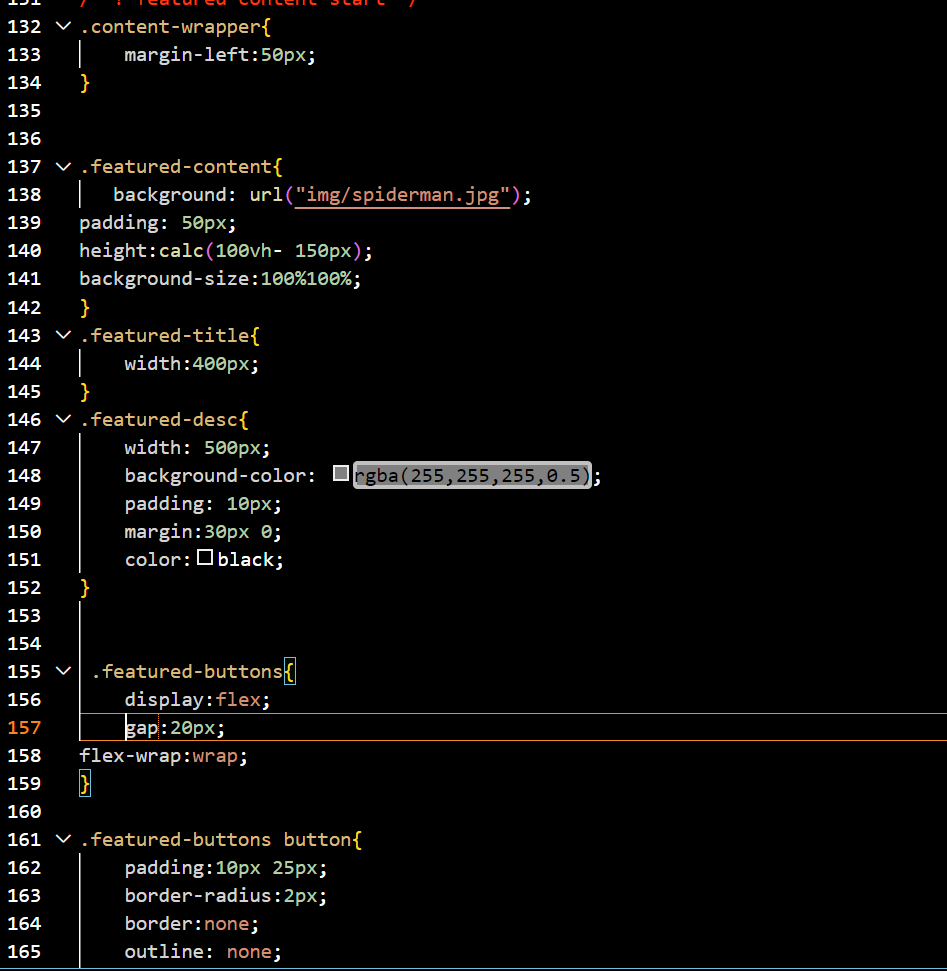 131 /* ! featured content start */
132 .content-wrapper{
133 margin-left:50px;
134 }
135
136
137 .featured-content{
138 background: url("img/spiderman.jpg");
139 padding: 50px;
140 height:calc(100vh- 150px);
141 background-size:100%100%;
142 }
143 .featured-title{
144 width:400px;
145 }
146 .featured-desc{
147 width: 500px;
148 background-color: rgba(255,255,255,0.5);
149 padding: 10px;
150 margin:30px 0;
151 color:black;
152 }
153
154
155 .featured-buttons{
156 display:flex;
157 gap:20px;
158 flex-wrap:wrap;
159 }
160
161 .featured-buttons button{
162 padding:10px 25px;
163 border-radius:2px;
164 border:none;
165 outline: none;